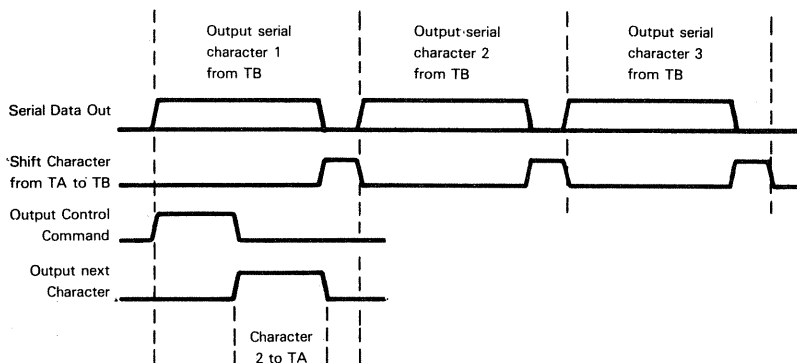 Output serial
character 1
from TB
Output serial
character 2
from TB
Output serial
character 3
from TB
Serial Data Out
Shift Character
from TA to TB
Output Control
Command
Output next
Character
Character
2 to TA